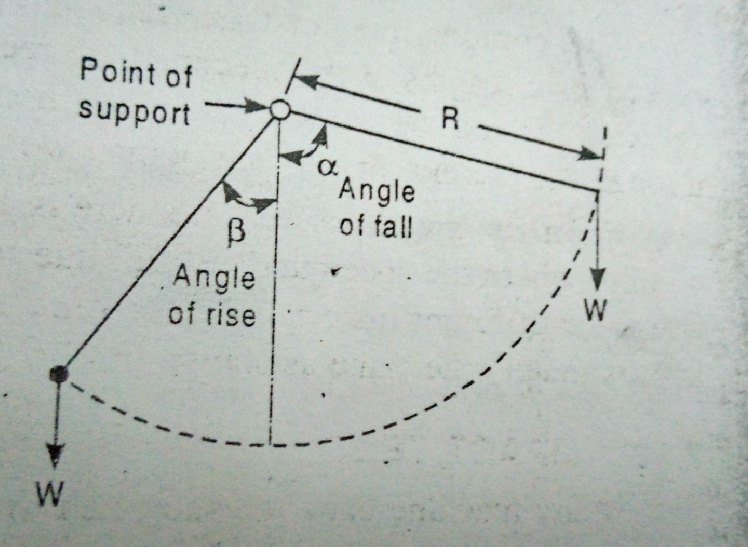 Point of
support
R
α
Angle
of fall
β
Angle
of rise
W
W